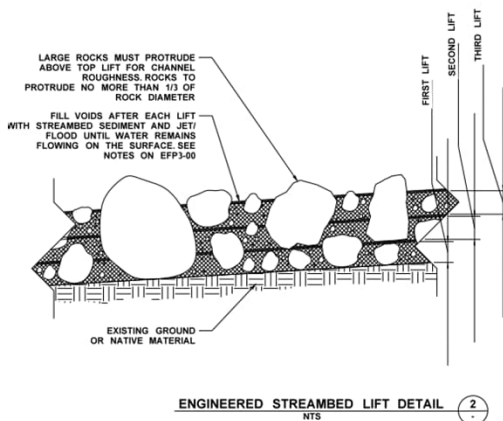 LARGE ROCKS MUST PROTRUDE
ABOVE TOP LIFT FOR CHANNEL
ROUGHNESS. ROCKS TO
PROTRUDE NO MORE THAN 1/3 OF
ROCK DIAMETER
FILL VOIDS AFTER EACH LIFT
WITH STREAMBED SEDIMENT AND JET/
FLOOD UNTIL WATER REMAINS
FLOWING ON THE SURFACE. SEE
NOTES ON EFP3-00
FIRST LIFT
SECOND LIFT
THIRD LIFT
EXISTING GROUND
OR NATIVE MATERIAL
ENGINEERED STREAMBED LIFT DETAIL
NTS
2
-